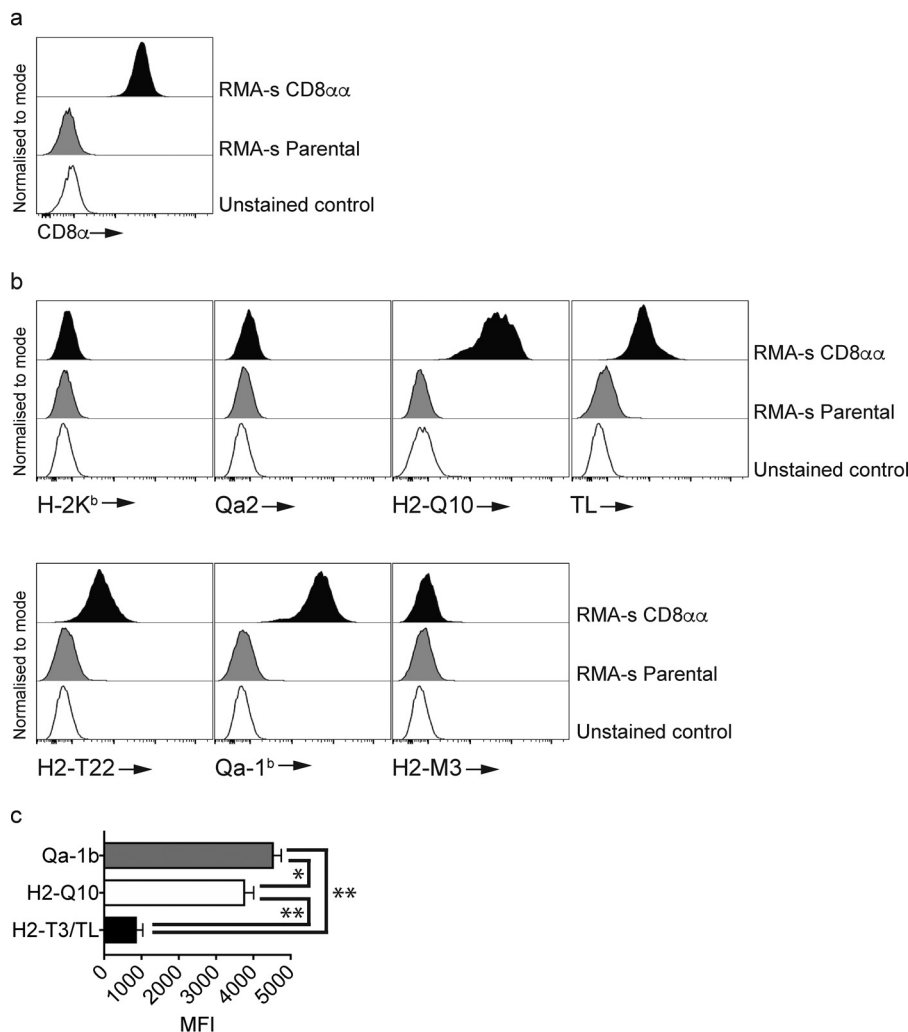 a
Normalised to mode
RMA-s CD8αα
RMA-s Parental
Unstained control
CD8α
b
Normalised to mode
RMA-s CD8αα
RMA-s Parental
Unstained control
H-2Kᵇ
Qa2
H2-Q10
TL
Normalised to mode
RMA-s CD8αα
RMA-s Parental
Unstained control
H2-T22
Qa-1ᵇ
H2-M3
c
Qa-1b
H2-Q10
H2-T3/TL
*
**
**
0
1000
2000
3000
4000
5000
MFI